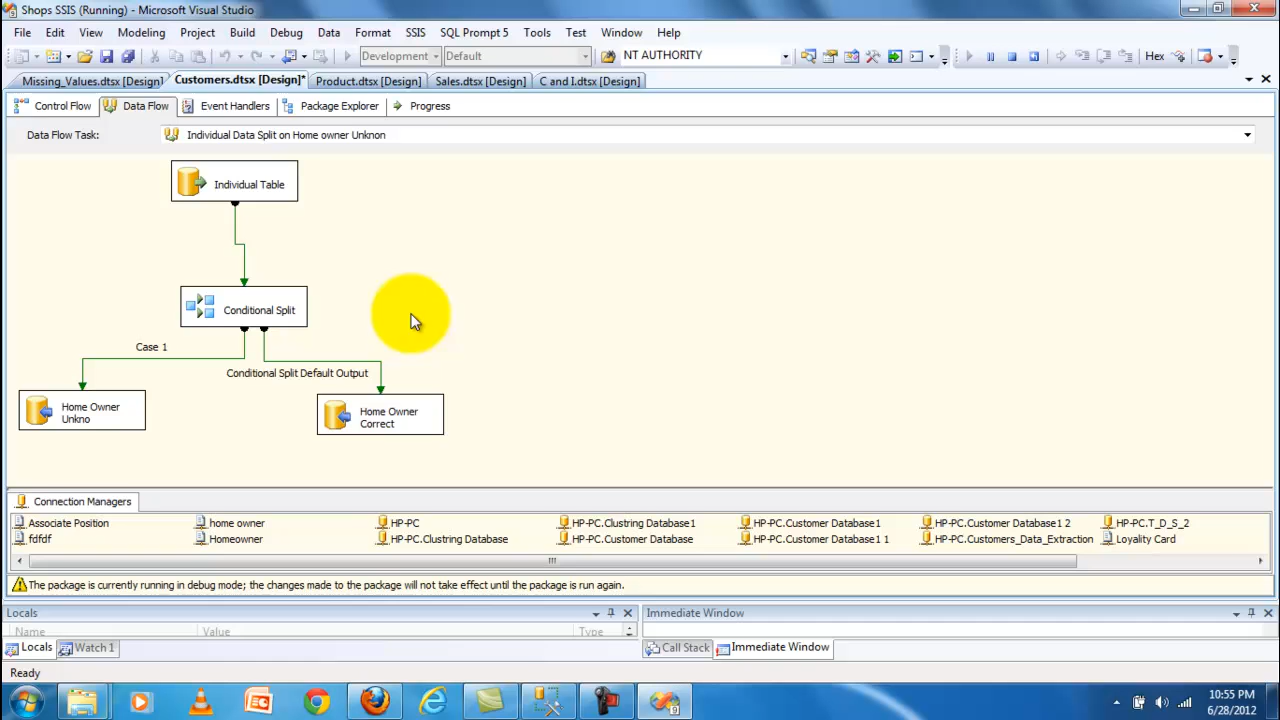 Shops SSIS (Running) - Microsoft Visual Studio
File Edit View Modeling Project Build Debug Data Format SSIS SQL Prompt 5 Tools Test Window Help
Development Default NT AUTHORITY Hex
Missing_Values.dtsx [Design] Customers.dtsx [Design]* Product.dtsx [Design] Sales.dtsx [Design] C and I.dtsx [Design]
Control Flow Data Flow Event Handlers Package Explorer Progress
Data Flow Task: Individual Data Split on Home owner Unknon
Individual Table
Conditional Split
Case 1
Conditional Split Default Output
Home Owner
Unkno
Home Owner
Correct
Connection Managers
Associate Position home owner HP-PC HP-PC.Clustring Database1 HP-PC.Customer Database1 HP-PC.Customer Database1 2 HP-PC.T_D_S_2
fdfdf Homeowner HP-PC.Clustring Database HP-PC.Customer Database HP-PC.Customer Database1 1 HP-PC.Customers_Data_Extraction Loyality Card
The package is currently running in debug mode; the changes made to the package will not take effect until the package is run again.
Locals Immediate Window
Name Value Type
Locals Watch 1 Call Stack Immediate Window
Ready
10:55 PM
6/28/2012